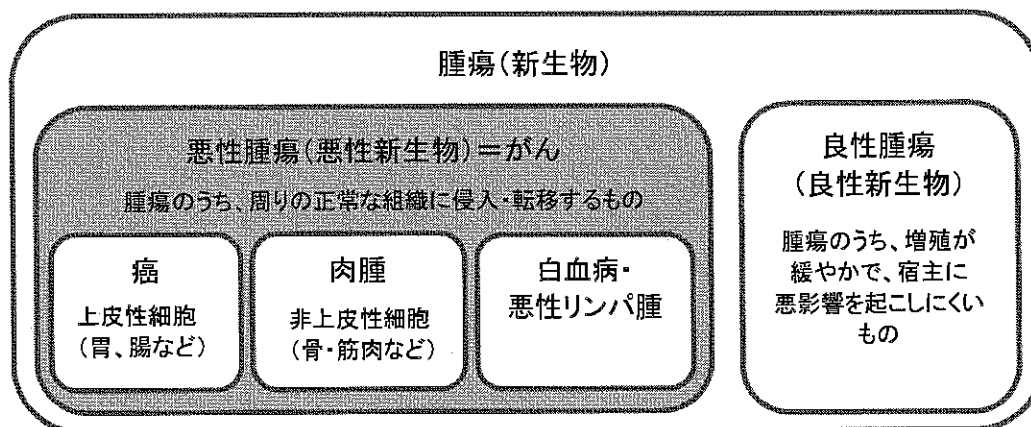 腫瘍(新生物)
悪性腫瘍(悪性新生物)=がん
腫瘍のうち、周りの正常な組織に侵入・転移するもの
癌
上皮性細胞
(胃、腸など)
肉腫
非上皮性細胞
(骨・筋肉など)
白血病・
悪性リンパ腫
良性腫瘍
(良性新生物)
腫瘍のうち、増殖が
緩やかで、宿主に
悪影響を起こしにくい
もの